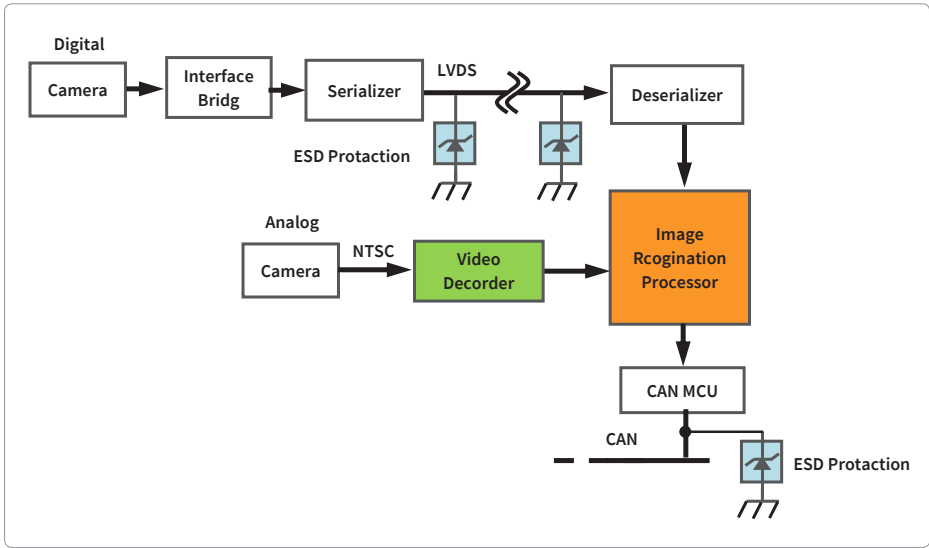 Digital
Camera
Interface
Bridg
Serializer
LVDS
Deserializer
ESD Protaction
Analog
Camera
NTSC
Video
Decorder
Image
Rcogination
Processor
CAN MCU
CAN
ESD Protaction